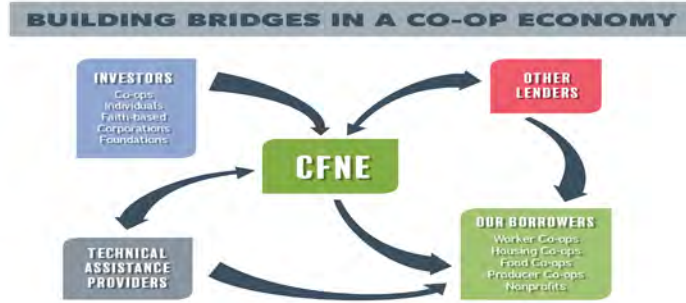 BUILDING BRIDGES IN A CO-OP ECONOMY
INVESTORS
Co-ops
Individuals
Faith-based
Corporations
Foundations
OTHER
LENDERS
CFNE
TECHNICAL
ASSISTANCE
PROVIDERS
OUR BORROWERS
Worker Co-ops
Housing Co-ops
Food Co-ops
Producer Co-ops
Nonprofits